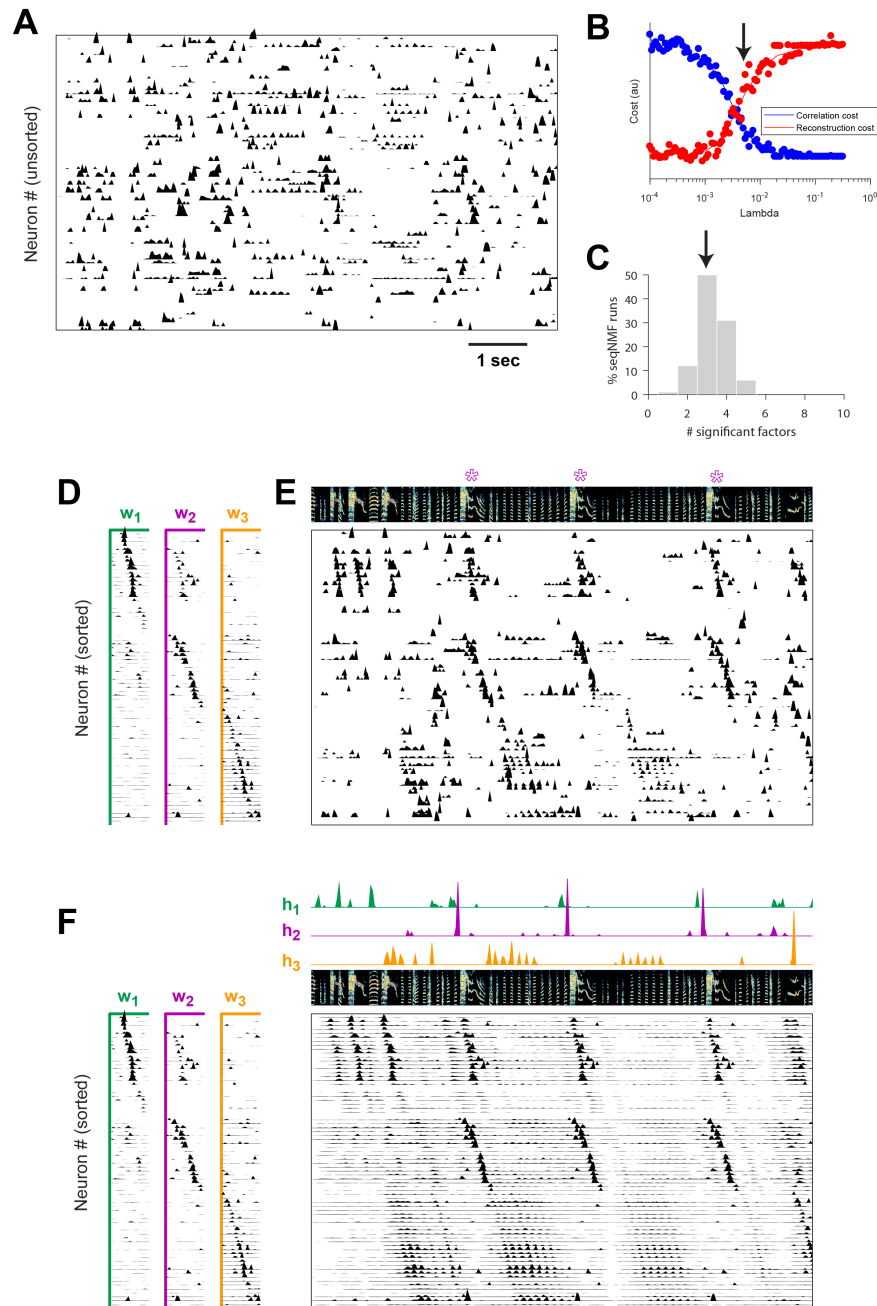 A
Neuron # (unsorted)
1 sec
B
Cost (au)
Correlation cost
Reconstruction cost
10⁻⁴ 10⁻³ 10⁻² 10⁻¹ 10⁰
Lambda
C
% seqNMF runs
50
40
30
20
10
0
0 2 4 6 8 10
# significant factors
D
w₁ w₂ w₃
Neuron # (sorted)
E
* * *
F
h₁
h₂
h₃
w₁ w₂ w₃
Neuron # (sorted)